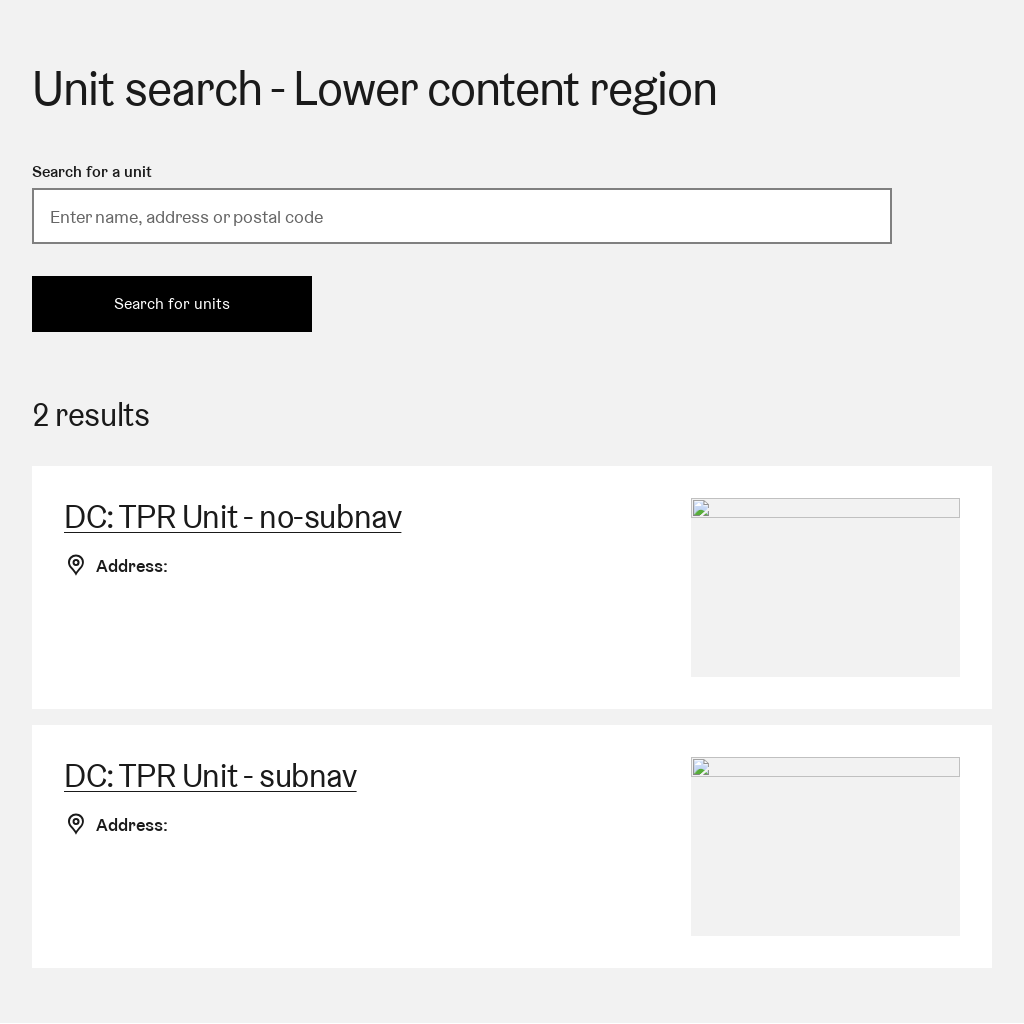 Unit search - Lower content region
Search for a unit
Enter name, address or postal code
Search for units
2 results
DC: TPR Unit - no-subnav
Address:
DC: TPR Unit - subnav
Address: